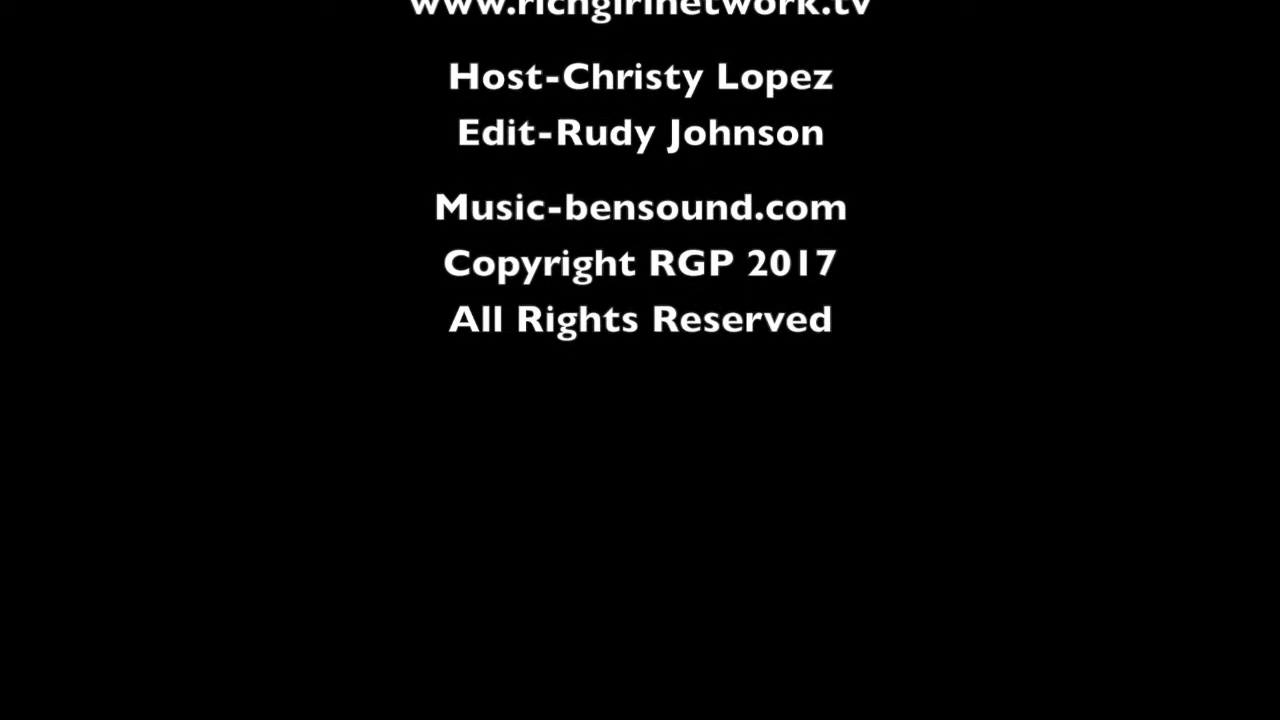 www.richgirlnetwork.tv
Host-Christy Lopez
Edit-Rudy Johnson
Music-bensound.com
Copyright RGP 2017
All Rights Reserved